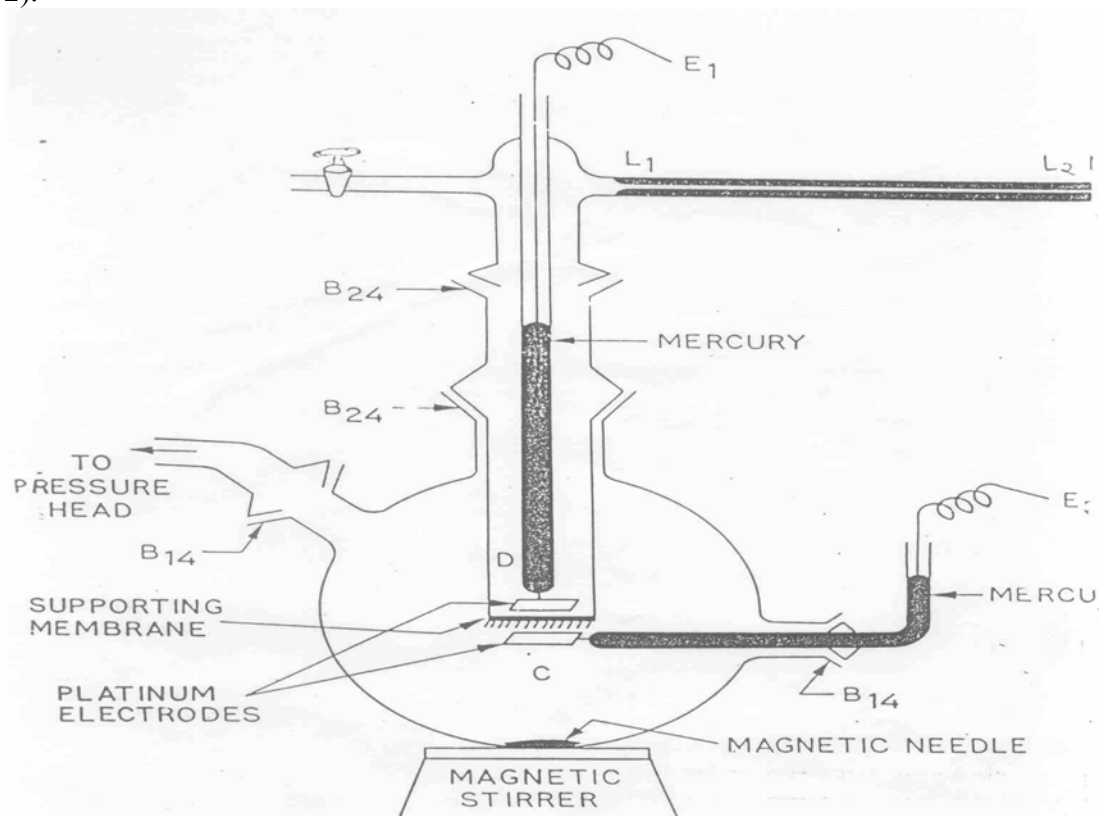 E1
L1
L2
B24
MERCURY
B24
TO
PRESSURE
HEAD
B14
D
SUPPORTING
MEMBRANE
C
PLATINUM
ELECTRODES
MERCU
B14
MAGNETIC NEEDLE
MAGNETIC
STIRRER